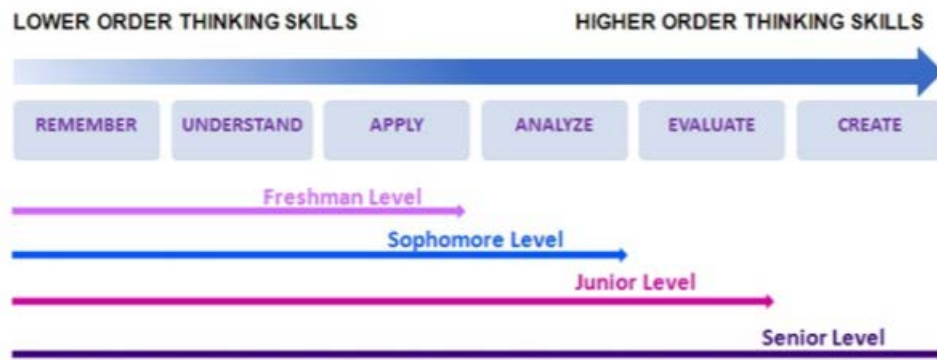 LOWER ORDER THINKING SKILLS HIGHER ORDER THINKING SKILLS
REMEMBER UNDERSTAND APPLY ANALYZE EVALUATE CREATE
Freshman Level
Sophomore Level
Junior Level
Senior Level